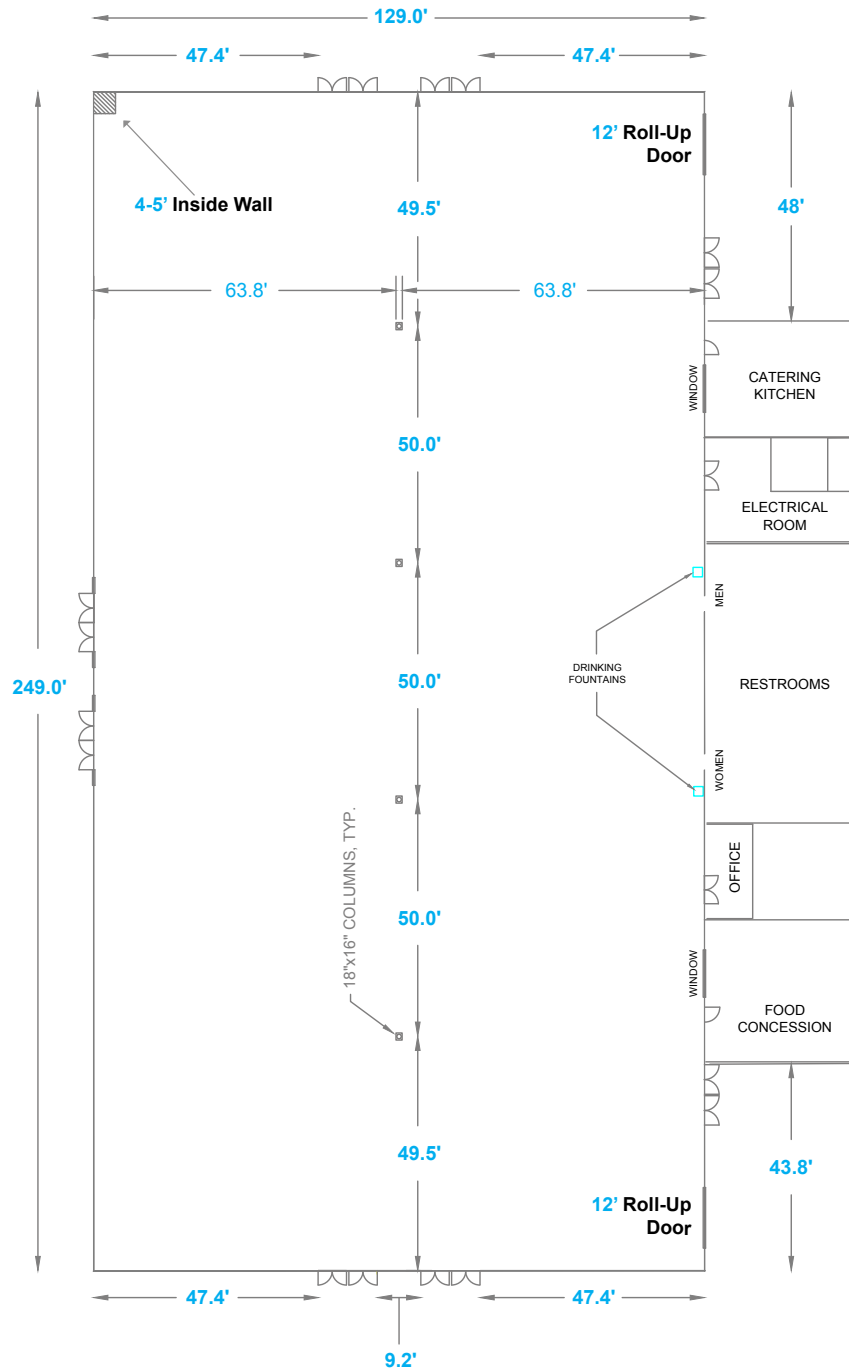 129.0'
47.4'
47.4'
12’ Roll-Up
Door
4-5’ Inside Wall
49.5'
48'
63.8'
63.8'
WINDOW
CATERING
KITCHEN
50.0'
ELECTRICAL
ROOM
MEN
DRINKING
FOUNTAINS
RESTROOMS
249.0'
50.0'
WOMEN
OFFICE
18"x16" COLUMNS, TYP.
50.0'
WINDOW
FOOD
CONCESSION
49.5'
43.8'
12’ Roll-Up
Door
47.4'
47.4'
9.2'